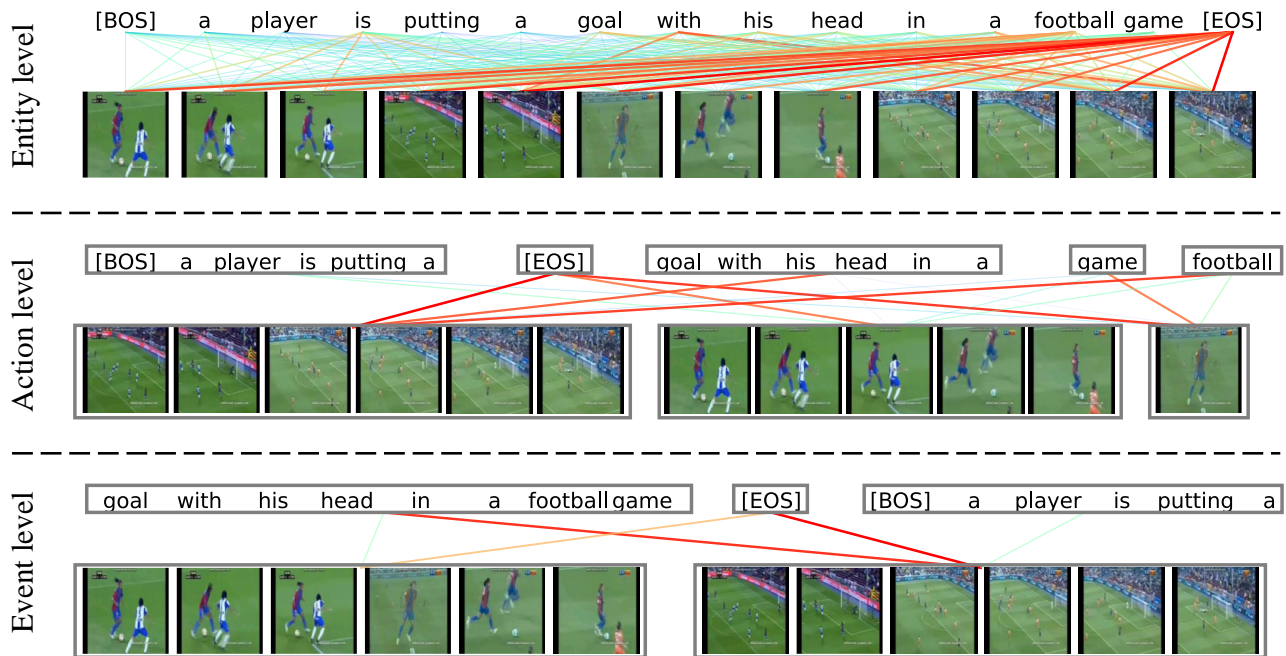 Entity level
[BOS] a player is putting a goal with his head in a football game [EOS]
Action level
[BOS] a player is putting a
[EOS]
goal with his head in a
game
football
Event level
goal with his head in a football game
[EOS]
[BOS] a player is putting a